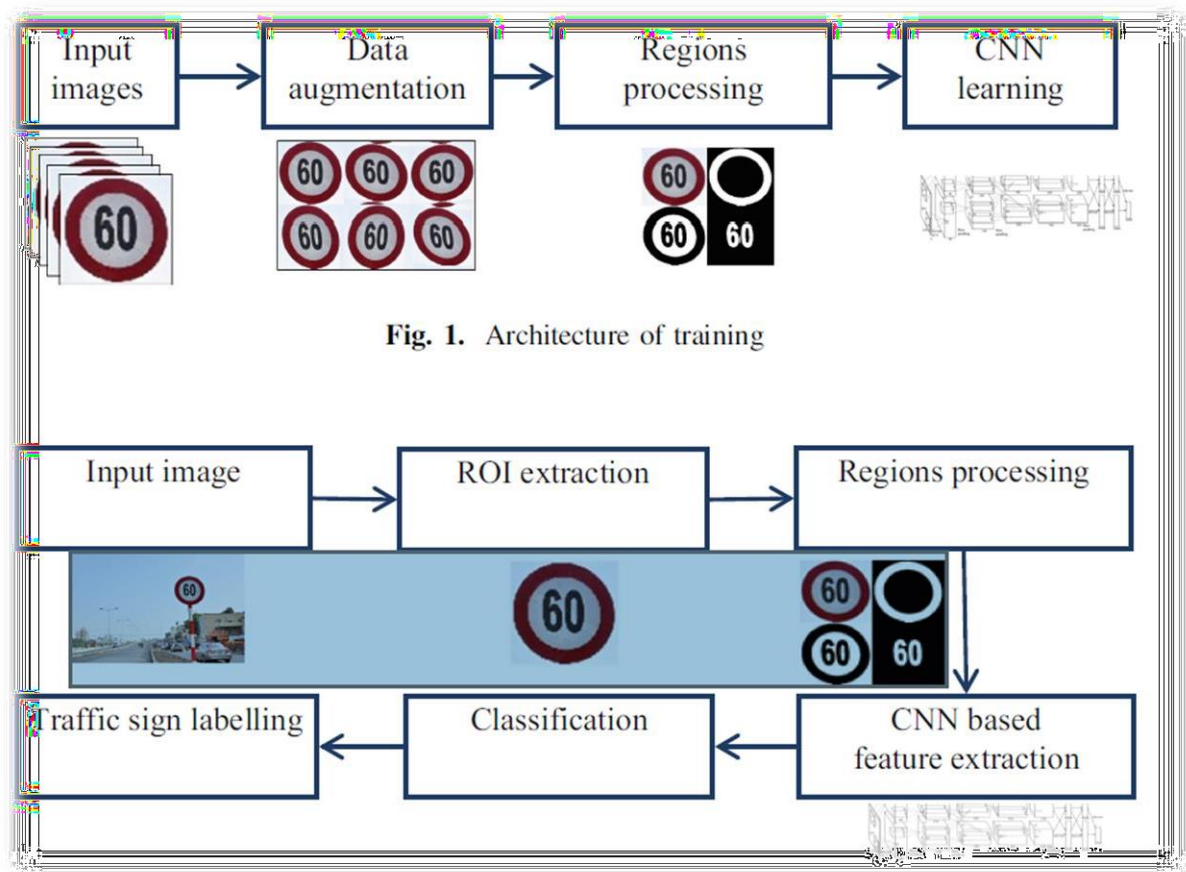 Input
images
Data
augmentation
Regions
processing
CNN
learning
60
60 60 60
60 60 60
60
60 60
Fig. 1. Architecture of training
Input image
ROI extraction
Regions processing
60
60
60
60 60
Traffic sign labelling
Classification
CNN based
feature extraction